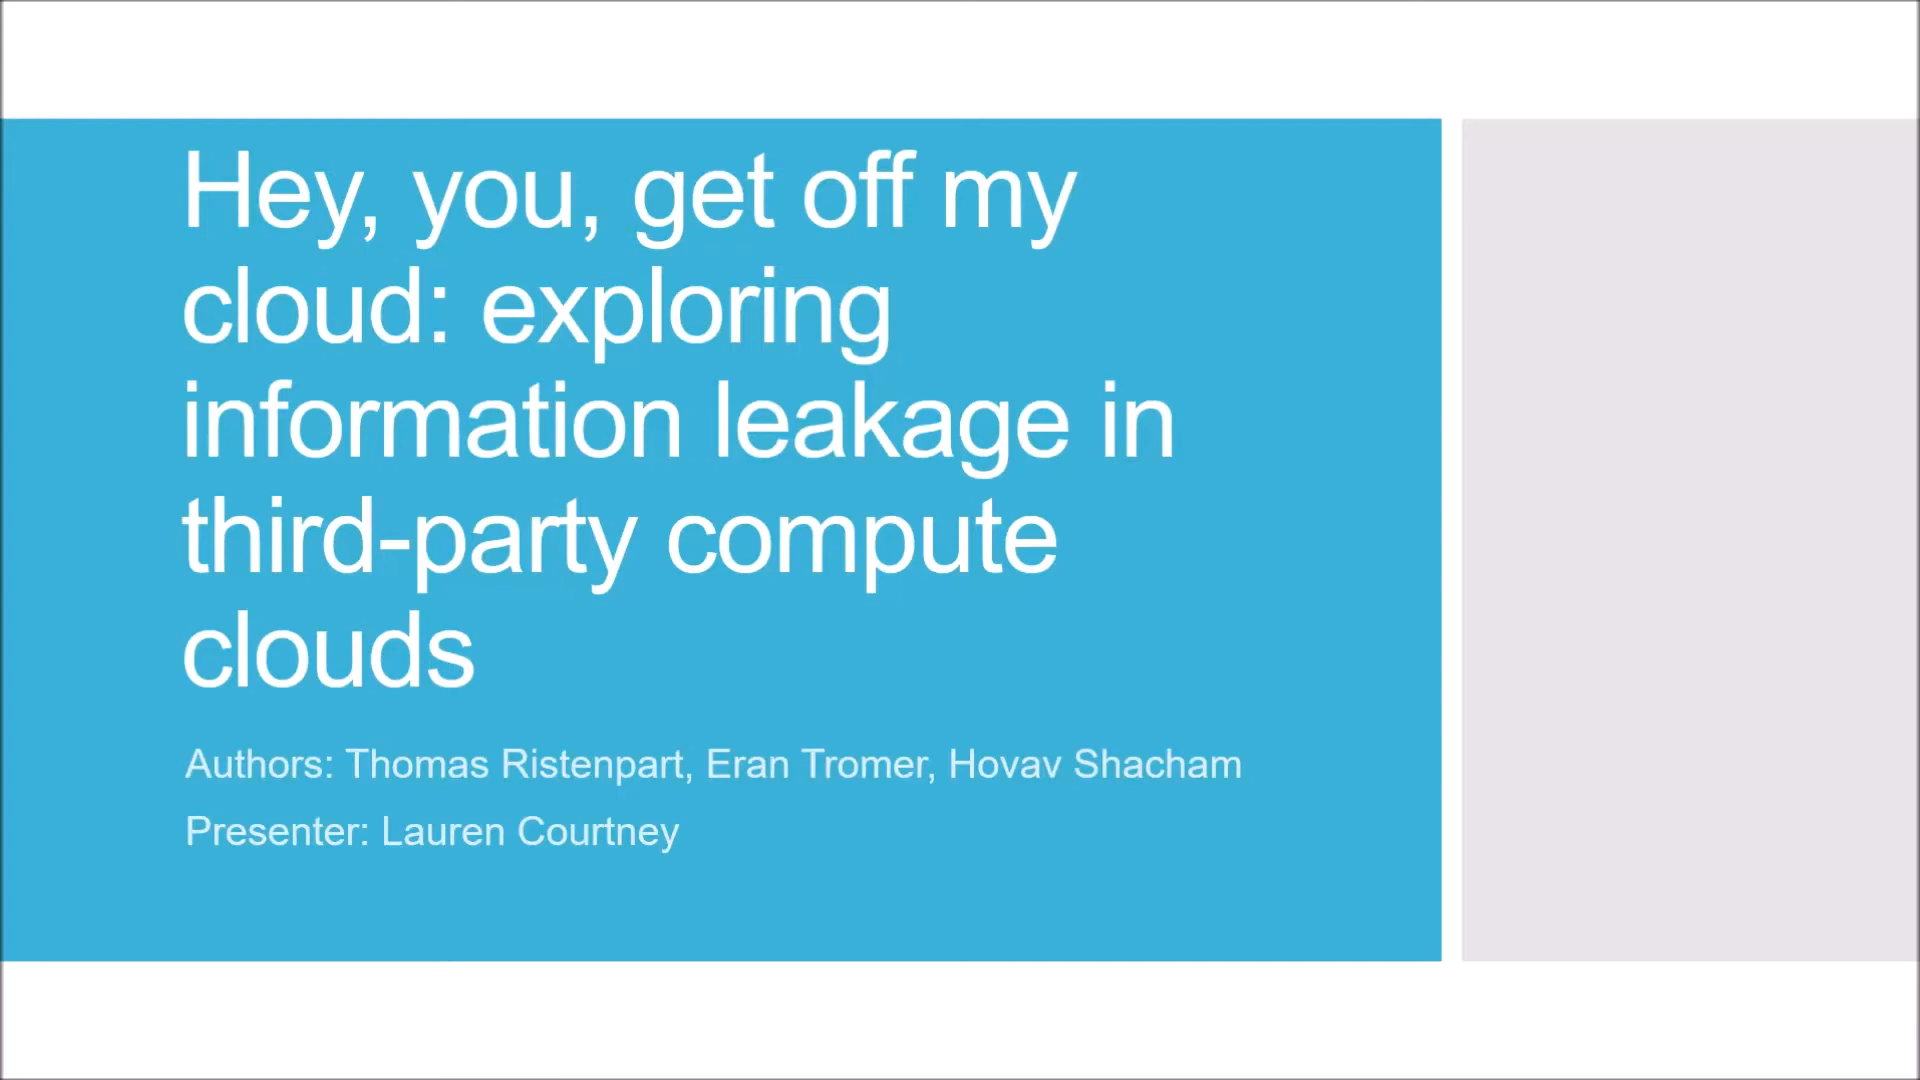 Hey, you, get off my
cloud: exploring
information leakage in
third-party compute
clouds
Authors: Thomas Ristenpart, Eran Tromer, Hovav Shacham
Presenter: Lauren Courtney